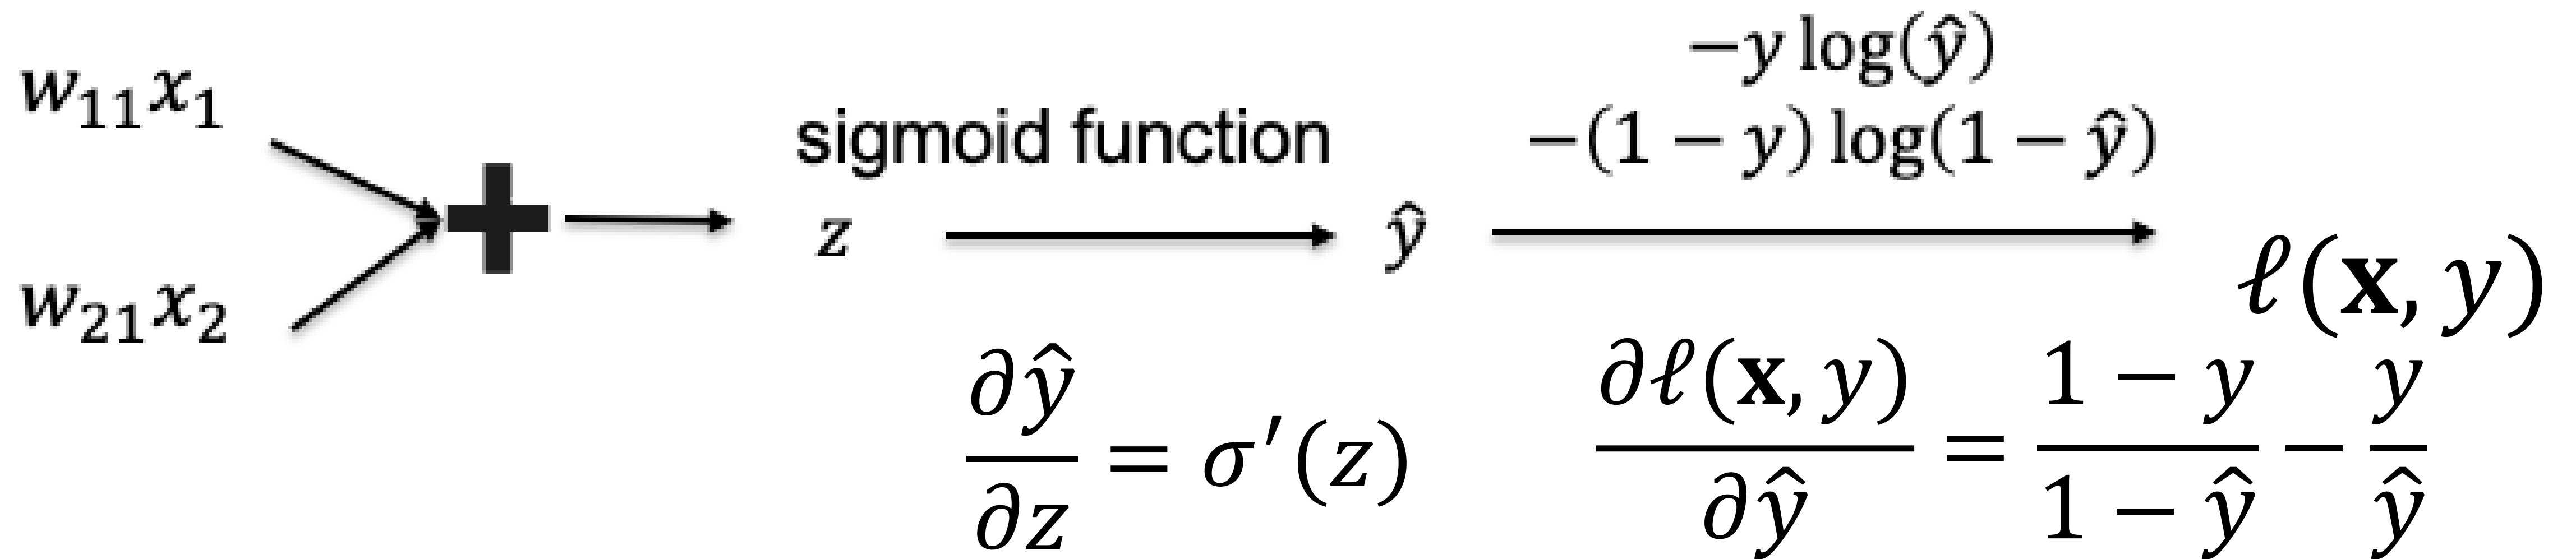 w₁₁x₁
w₂₁x₂
sigmoid function
z
ŷ
−y log(ŷ)
−(1 − y) log(1 − ŷ)
ℓ(𝐱, y)
∂ŷ/∂z = σ′(z)
∂ℓ(𝐱, y)/∂ŷ = (1 − y)/(1 − ŷ) − y/ŷ